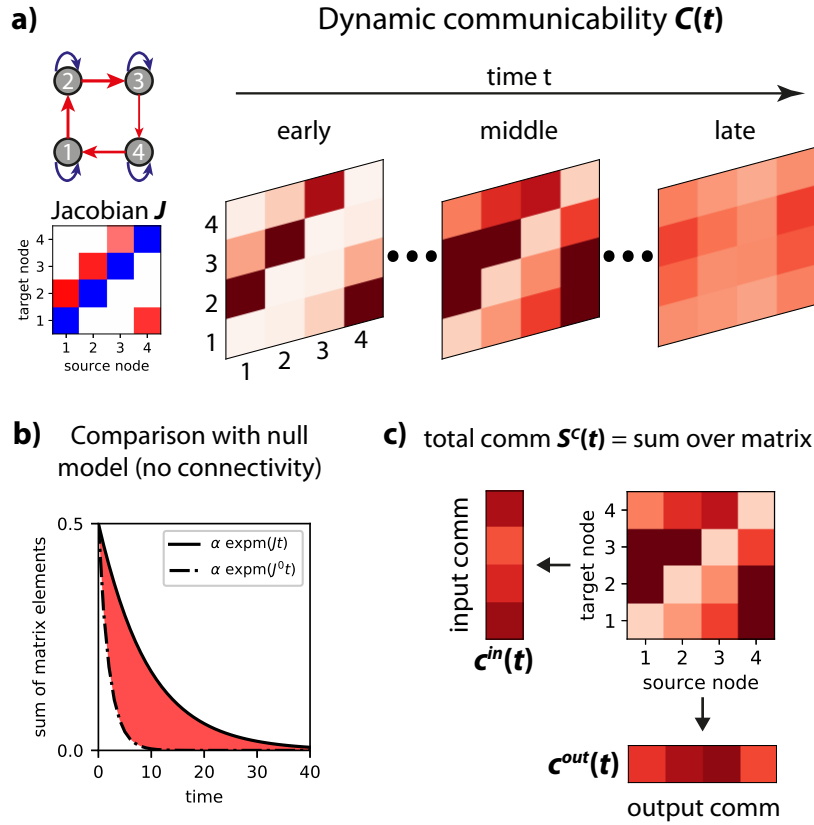 a)
Dynamic communicability C(t)
2 3
1 4
time t
early middle late
Jacobian J
4
3
2
1
target node
1 2 3 4
source node
4
3
2
1
1 2 3 4
b)
Comparison with null
model (no connectivity)
0.5
0.0
sum of matrix elements
α expm(Jt)
α expm(J⁰t)
0 10 20 30 40
time
c)
total comm Sᶜ(t) = sum over matrix
input comm
cⁱⁿ(t)
4
3
2
1
target node
1 2 3 4
source node
cᵒᵘᵗ(t)
output comm